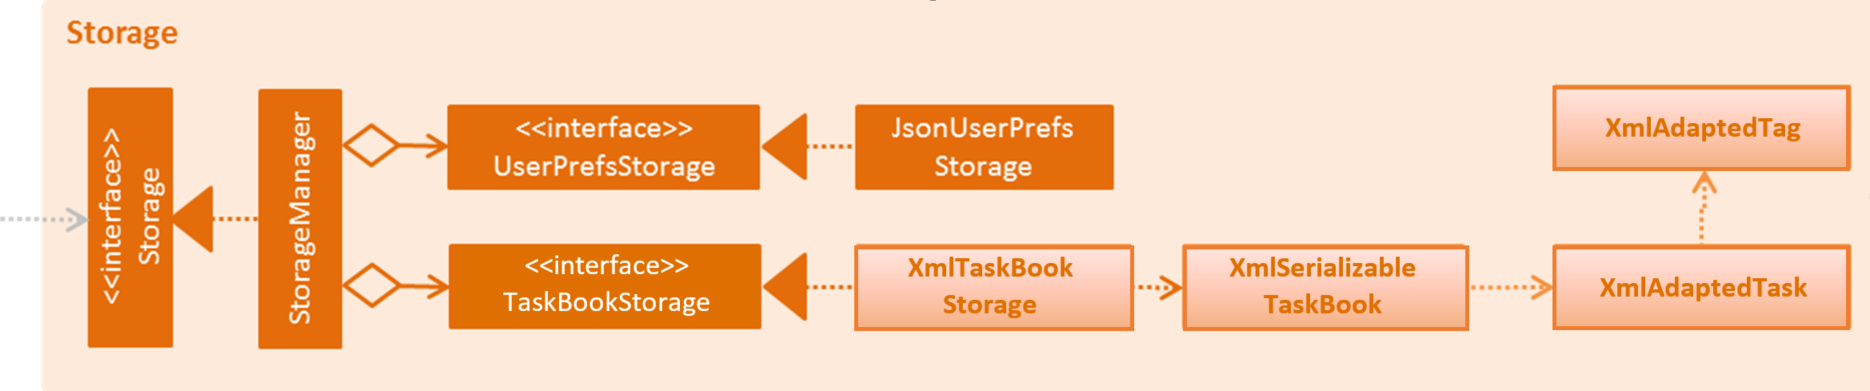 Storage
<<interface>>
Storage
StorageManager
<<interface>>
UserPrefsStorage
JsonUserPrefs
Storage
<<interface>>
TaskBookStorage
XmlTaskBook
Storage
XmlSerializable
TaskBook
XmlAdaptedTag
XmlAdaptedTask